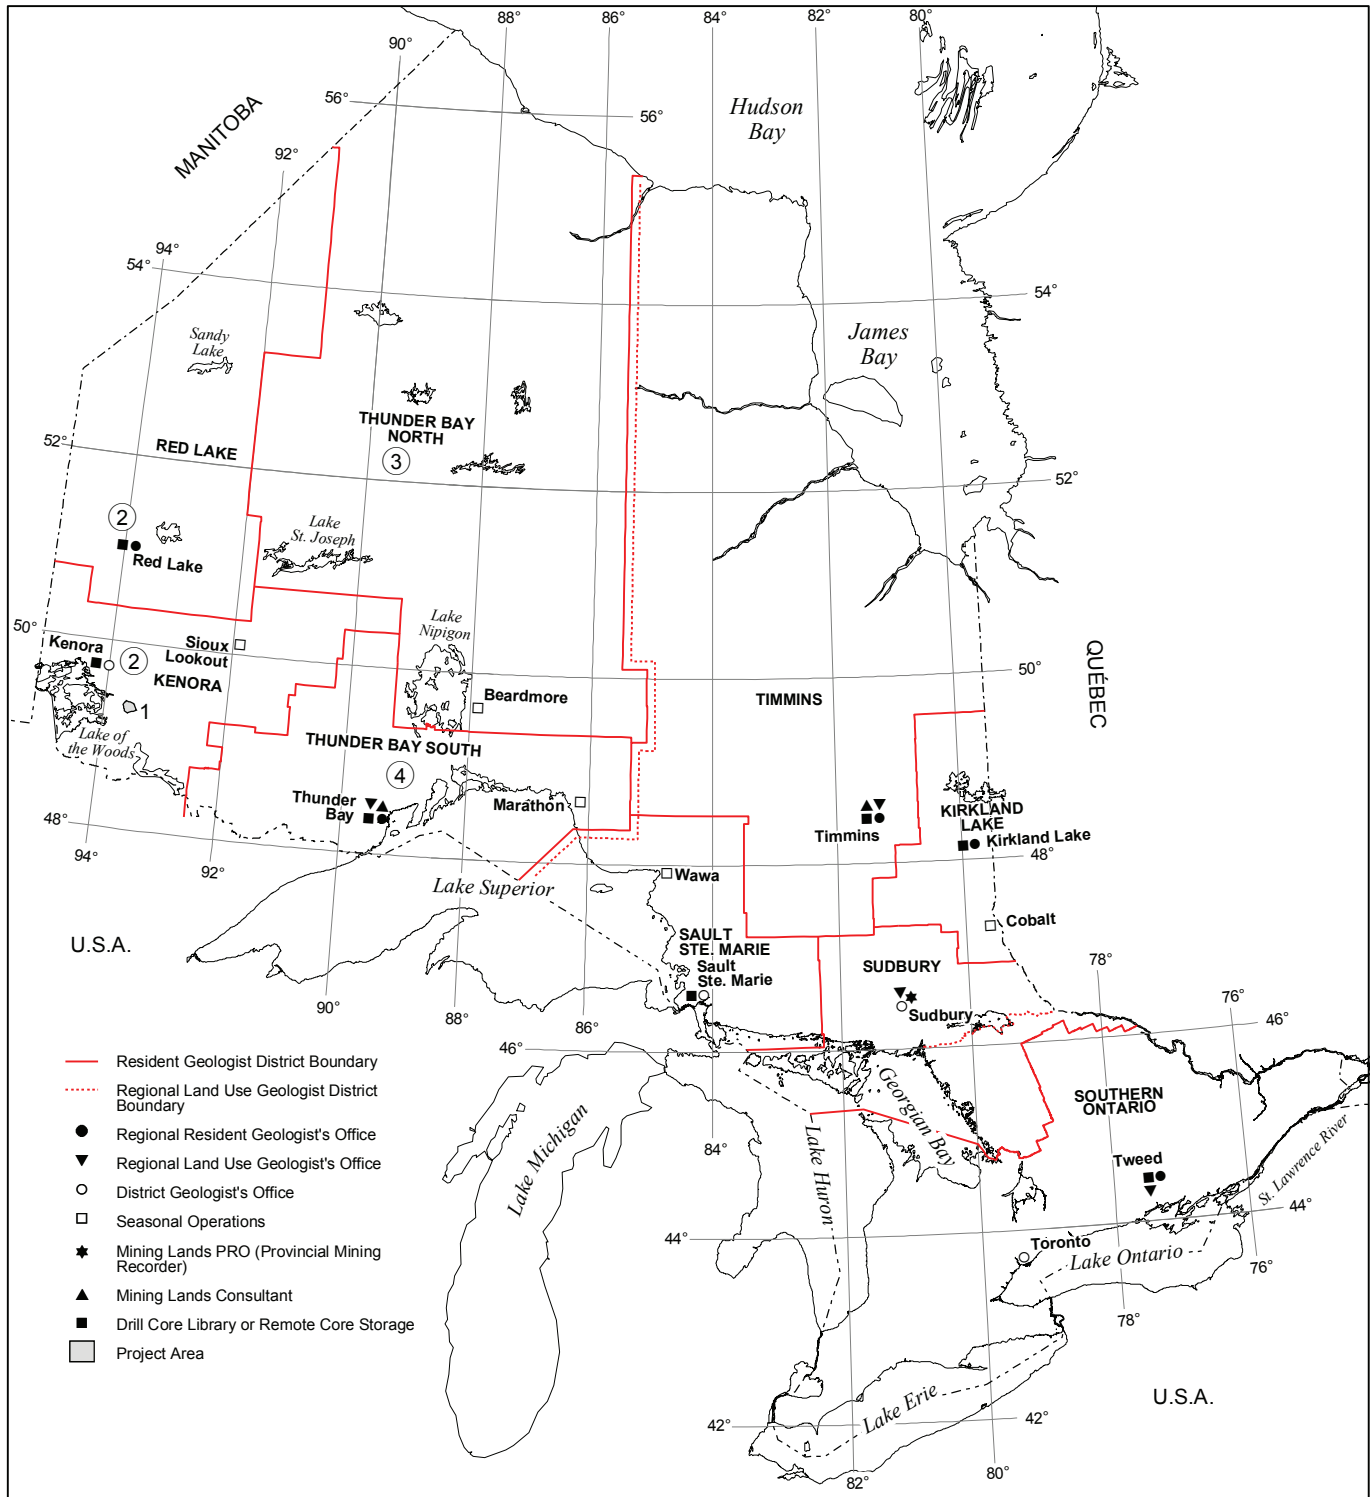 88°
86°
84°
82°
80°
90°
56°
56°
92°
MANITOBA
Hudson
Bay
94°
54°
54°
Sandy
Lake
James
Bay
THUNDER BAY
NORTH
3
52°
RED LAKE
52°
2
Red Lake
Lake
St. Joseph
50°
Kenora
2
KENORA
1
Sioux
Lookout
Lake
Nipigon
Beardmore
50°
TIMMINS
QUÉBEC
Lake of
the Woods
THUNDER BAY SOUTH
4
Thunder
Bay
Marathon
Timmins
KIRKLAND
LAKE
Kirkland Lake
48°
48°
94°
92°
Lake Superior
Wawa
Cobalt
U.S.A.
SAULT
STE. MARIE
Sault
Ste. Marie
SUDBURY
Sudbury
78°
76°
46°
90°
88°
86°
46°
Resident Geologist District Boundary
Regional Land Use Geologist District
Boundary
Regional Resident Geologist's Office
Regional Land Use Geologist's Office
District Geologist's Office
Seasonal Operations
Mining Lands PRO (Provincial Mining
Recorder)
Mining Lands Consultant
Drill Core Library or Remote Core Storage
Project Area
Lake Michigan
84°
Lake Huron
Georgian Bay
SOUTHERN
ONTARIO
Tweed
St. Lawrence River
44°
44°
Toronto
Lake Ontario
76°
78°
Lake Erie
U.S.A.
42°
42°
82°
80°